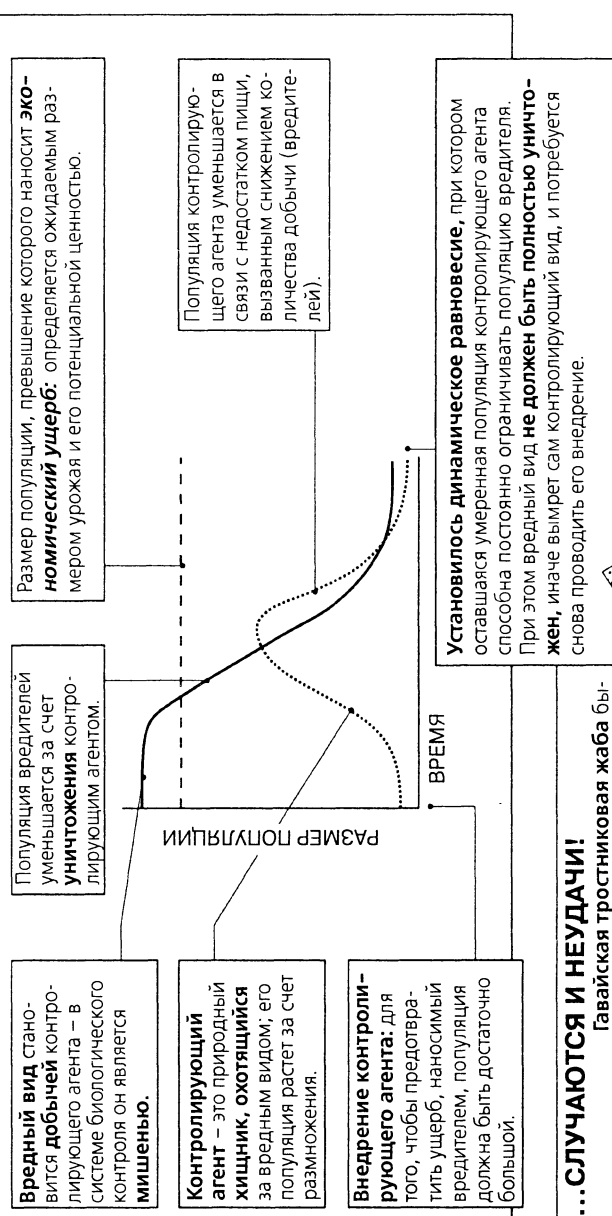 Вредный вид стано-
вится добычей контро-
лирующего агента – в
системе биологического
контроля он является
мишенью.
Популяция вредителей
уменьшается за счет
уничтожения контро-
лирующим агентом.
Размер популяции, превышение которого наносит эко-
номический ущерб: определяется ожидаемым раз-
мером урожая и его потенциальной ценностью.
Контролирующий
агент – это природный
хищник, охотящийся
за вредным видом; его
популяция растет за счет
размножения.
РАЗМЕР ПОПУЛЯЦИИ
Популяция контролирую-
щего агента уменьшается в
связи с недостатком пищи,
вызванным снижением ко-
личества добычи (вредите-
лей).
Внедрение контроли-
рующего агента: для
того, чтобы предотвра-
тить ущерб, наносимый
вредителем, популяция
должна быть достаточно
большой.
ВРЕМЯ
Установилось динамическое равновесие, при котором
оставшаяся умеренная популяция контролирующего агента
способна постоянно ограничивать популяцию вредителя.
При этом вредный вид не должен быть полностью уничто-
жен, иначе вымрет сам контролирующий вид, и потребуется
снова проводить его внедрение.
...СЛУЧАЮТСЯ И НЕУДАЧИ!
Гавайская тростниковая жаба бы-